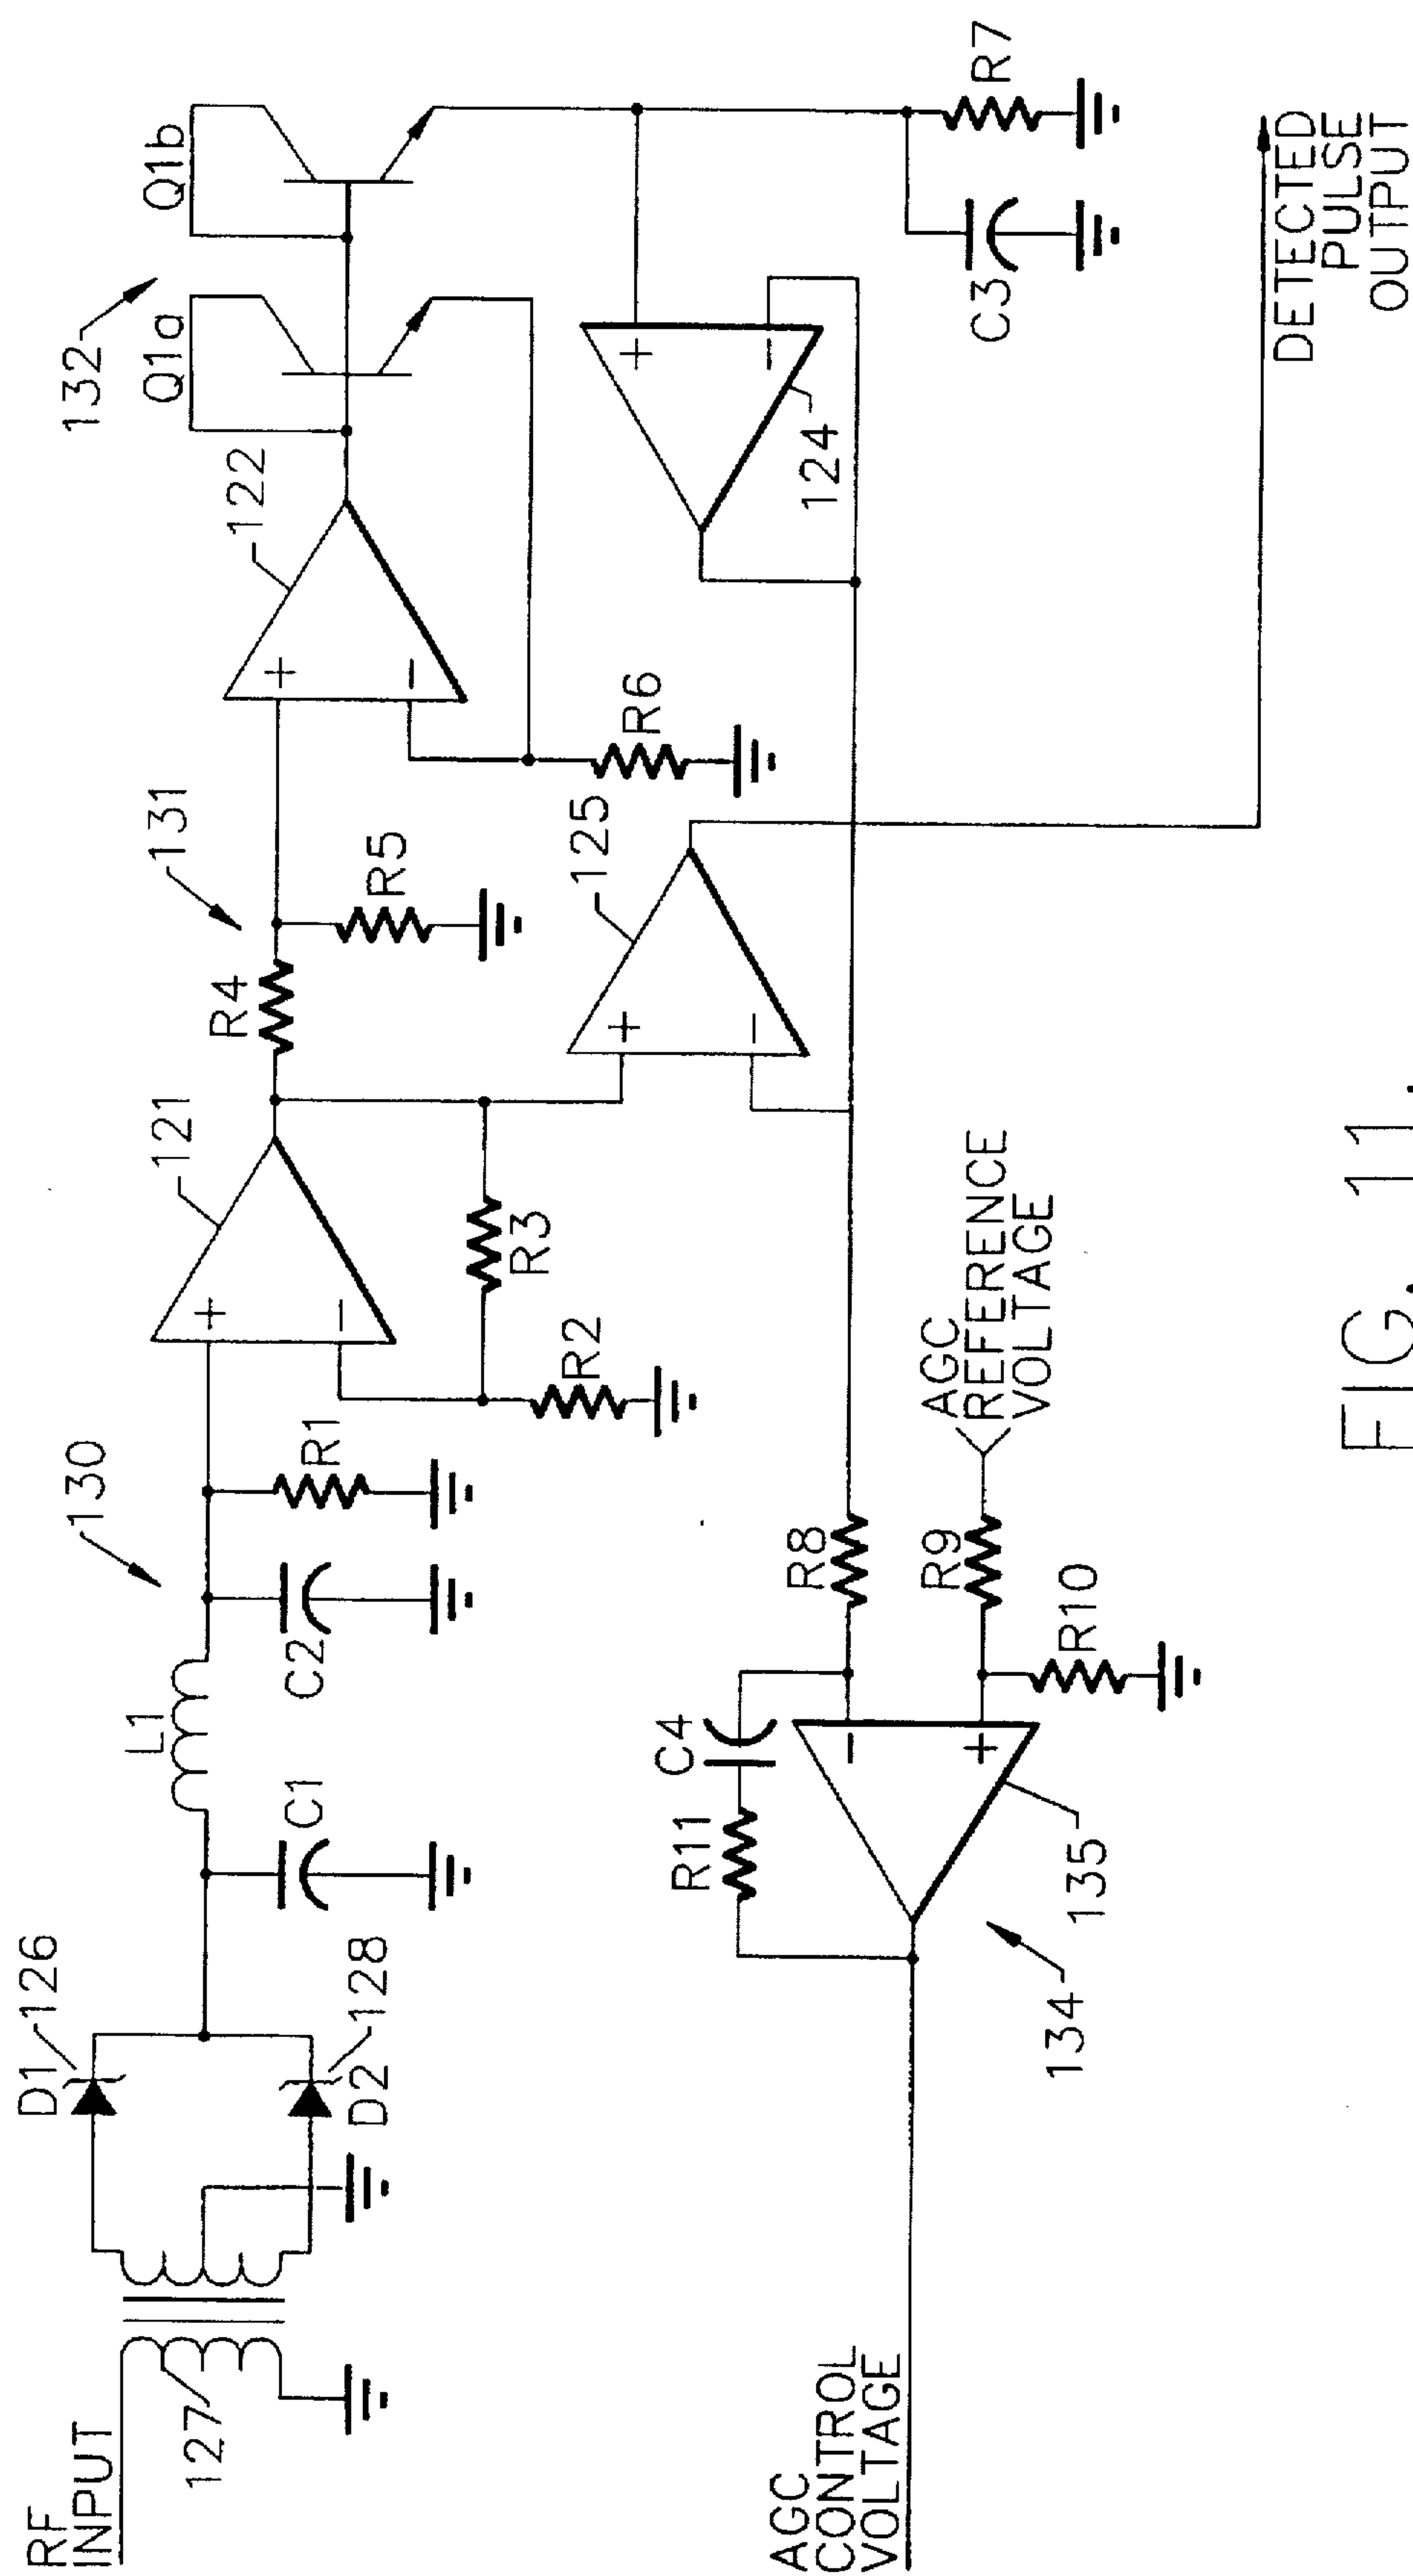 RF
INPUT
127
D1
126
128
D2
C1
L1
C2
130
R1
121
R2
R3
R4
131
R5
122
R6
125
132
Q1a
Q1b
124
C3
R7
DETECTED
PULSE
OUTPUT
AGC
CONTROL
VOLTAGE
134
135
R11
C4
R8
R9
R10
AGC
REFERENCE
VOLTAGE
+
−
+
−
+
−
+
−
+
−
−
+
FIG. 11.